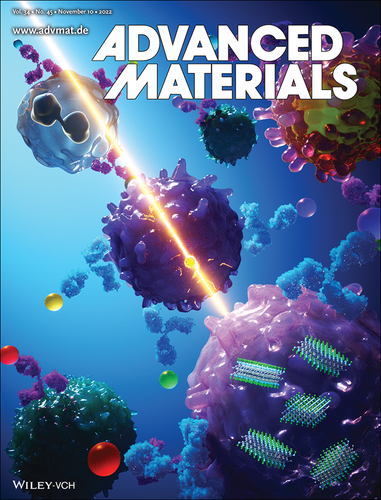 Vol. 34 • No. 45 • November 10 • 2022
www.advmat.de
ADVANCED
MATERIALS
WILEY-VCH